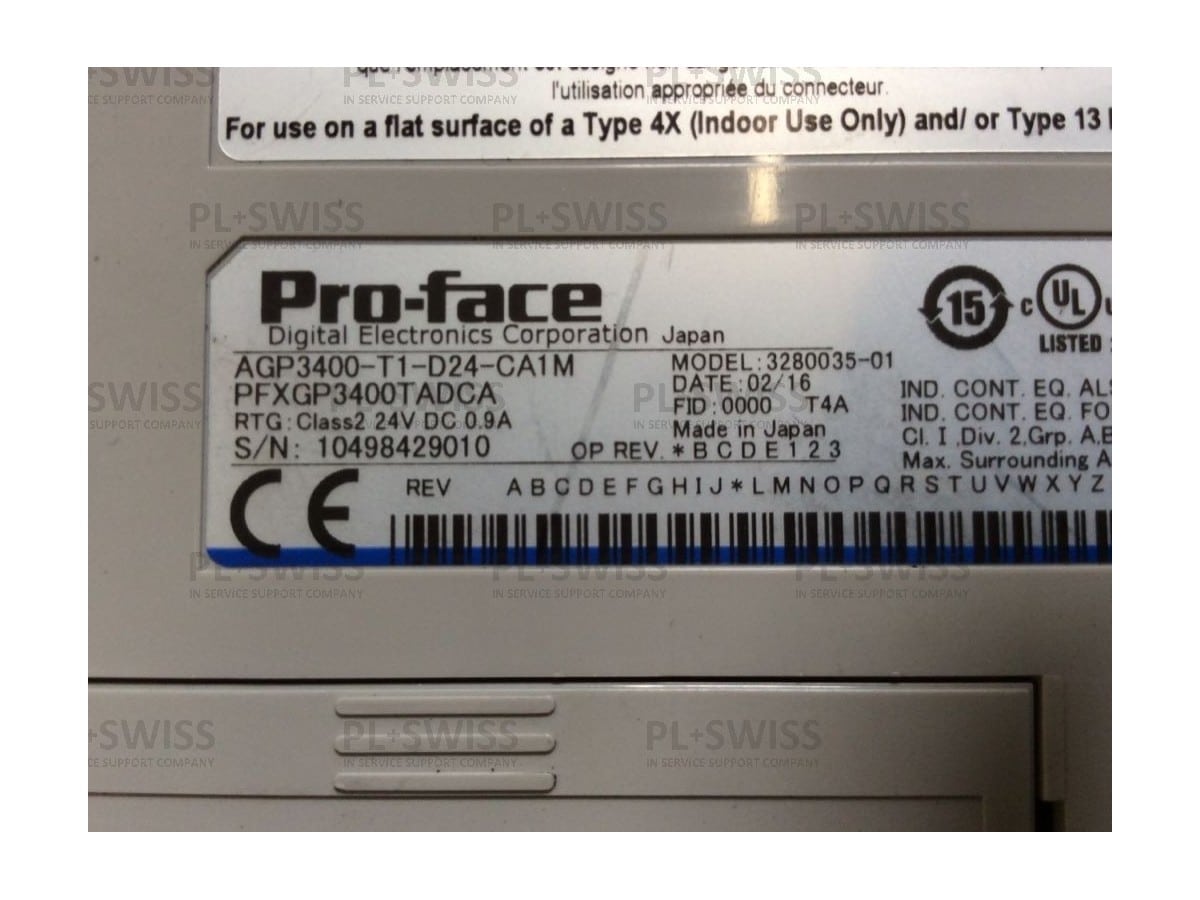 l'utilisation appropriée du connecteur.
For use on a flat surface of a Type 4X (Indoor Use Only) and/ or Type 13
Pro-face
Digital Electronics Corporation Japan
AGP3400-T1-D24-CA1M
PFXGP3400TADCA
RTG: Class2 24V DC 0.9A
S/N: 10498429010
MODEL: 3280035-01
DATE: 02/16
FID: 0000 T4A
Made in Japan
OP REV. * B C D E 1 2 3
15
C UL
LISTED
IND. CONT. EQ.
IND. CONT. EQ.
Cl. I ,Div. 2,Grp. A,B
Max. Surrounding
CE
REV A B C D E F G H I J * L M N O P Q R S T U V W X Y Z
PL+SWISS
IN SERVICE SUPPORT COMPANY